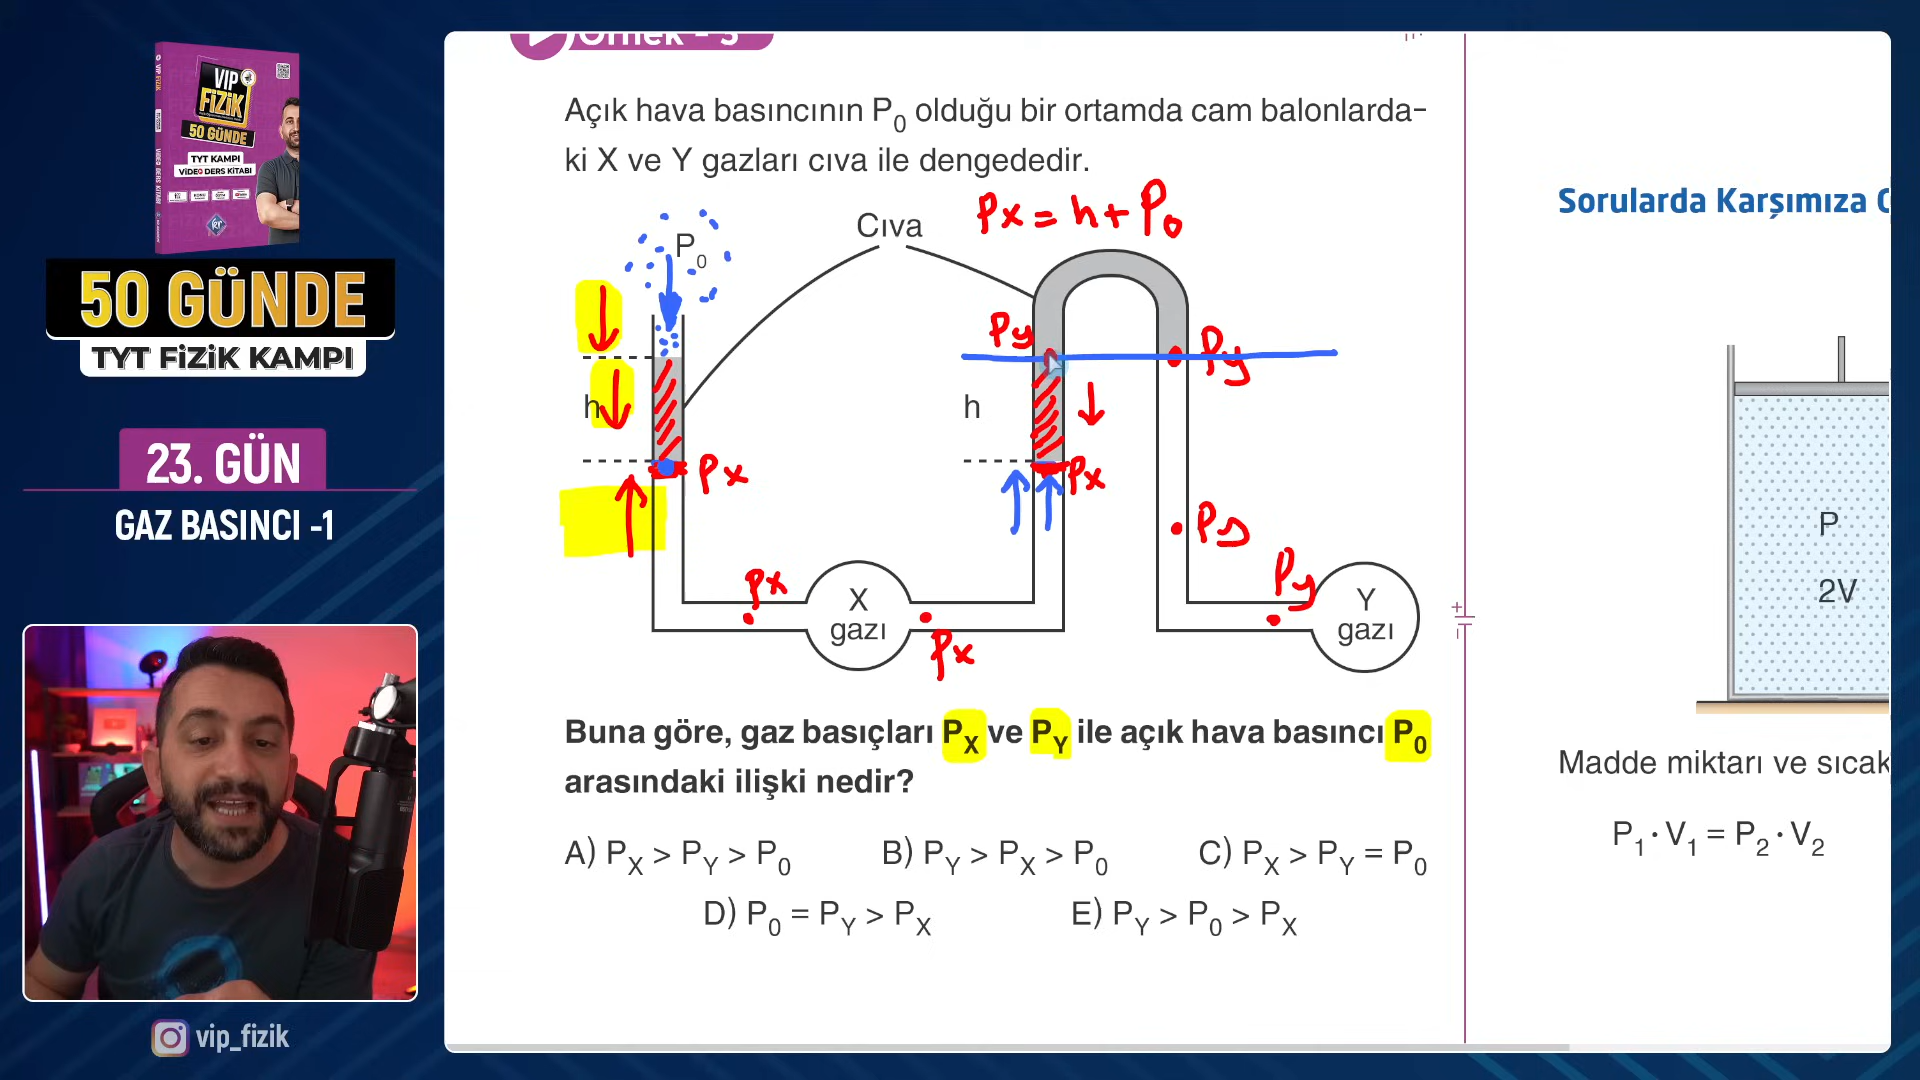 VIP
FİZİK
50 GÜNDE
TYT KAMPI
VİDEO DERS KİTABI
50 GÜNDE
TYT FİZİK KAMPI
23. GÜN
GAZ BASINCI -1
vip_fizik
Örnek - 3
Açık hava basıncının P0 olduğu bir ortamda cam balonlarda-
ki X ve Y gazları cıva ile dengededir.
Px = h + P0
Cıva
P0
Py
Py
h
h
Px
Px
Py
Px
Py
X
gazı
Y
gazı
Px
Buna göre, gaz basıçları PX ve PY ile açık hava basıncı P0
arasındaki ilişki nedir?
A) PX > PY > P0
B) PY > PX > P0
C) PX > PY = P0
D) P0 = PY > PX
E) PY > P0 > PX
Sorularda Karşımıza
P
2V
Madde miktarı ve sıcak
P1 · V1 = P2 · V2